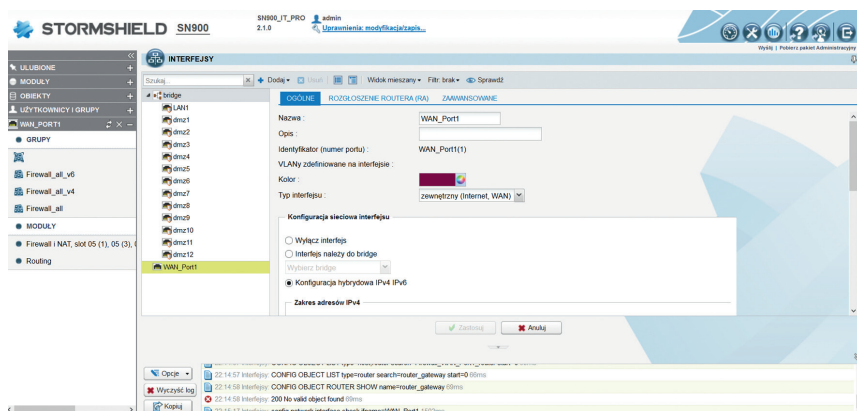 STORMSHIELD SN900
SN900_IT_PRO admin
2.1.0 Uprawnienia: modyfikacja/zapis...
Wyślij | Pobierz pakiet Administracyjny
ULUBIONE
MODUŁY
OBIEKTY
UŻYTKOWNICY I GRUPY
WAN_PORT1
GRUPY
Firewall_all_v6
Firewall_all_v4
Firewall_all
MODUŁY
Firewall i NAT, slot 05 (1), 05 (3),
Routing
INTERFEJSY
Szukaj... Dodaj Usuń Widok mieszany Filtr: brak Sprawdź
bridge
LAN1
dmz1
dmz2
dmz3
dmz4
dmz5
dmz6
dmz7
dmz8
dmz9
dmz10
dmz11
dmz12
WAN_Port1
OGÓLNE ROZGŁOSZENIE ROUTERA (RA) ZAAWANSOWANE
Nazwa : WAN_Port1
Opis :
Identyfikator (numer portu) : WAN_Port1(1)
VLANy zdefiniowane na interfejsie :
Kolor :
Typ interfejsu : zewnętrzny (Internet, WAN)
Konfiguracja sieciowa interfejsu
Wyłącz interfejs
Interfejs należy do bridge
Wybierz bridge
Konfiguracja hybrydowa IPv4 IPv6
Zakres adresów IPv4
Zastosuj Anuluj
Opcje
Wyczyść log
Kopiuj
22:14:57 Interfejsy: CONFIG OBJECT LIST type=router search=router_gateway start=0 66ms
22:14:58 Interfejsy: CONFIG OBJECT ROUTER SHOW name=router_gateway 69ms
22:14:58 Interfejsy: 200 No valid object found 69ms